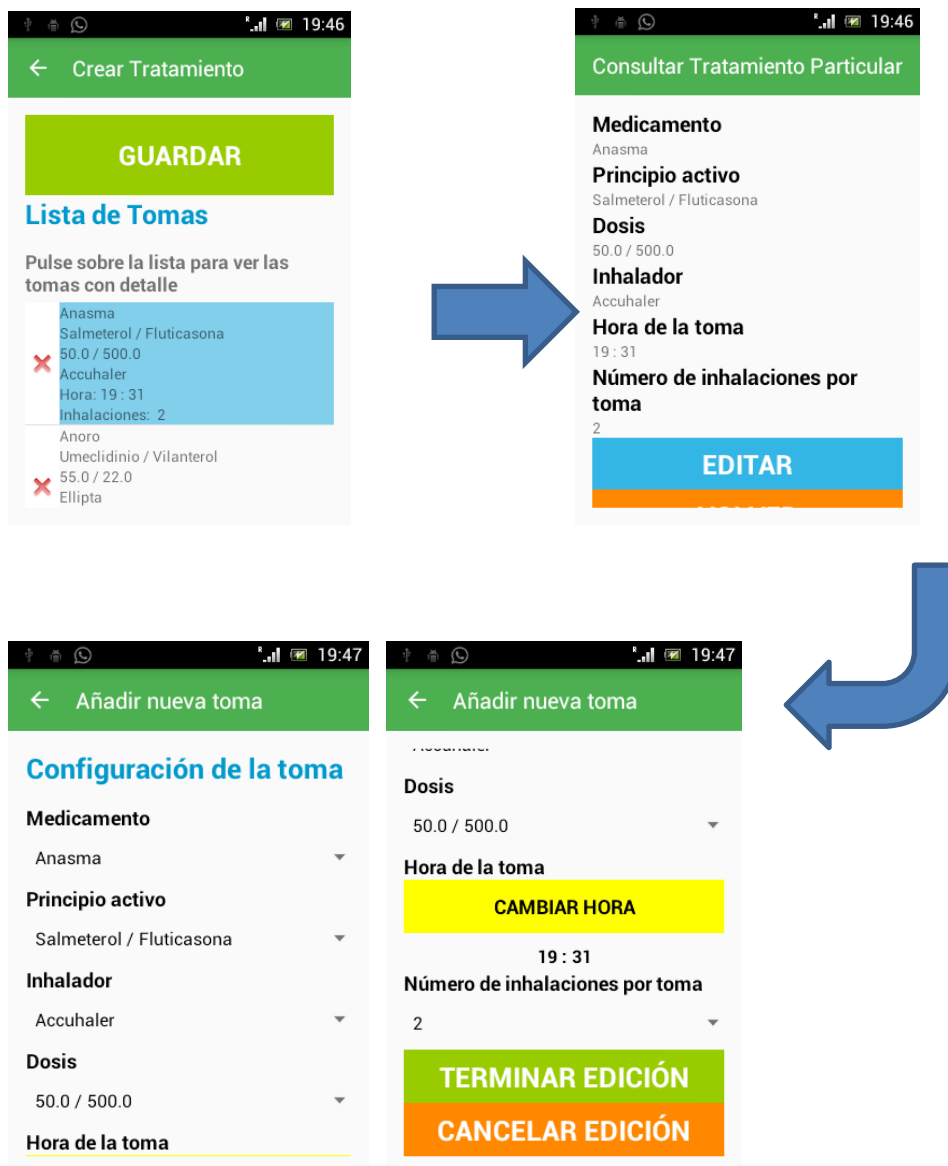 19:46
Crear Tratamiento
GUARDAR
Lista de Tomas
Pulse sobre la lista para ver las
tomas con detalle
Anasma
Salmeterol / Fluticasona
50.0 / 500.0
Accuhaler
Hora: 19 : 31
Inhalaciones: 2
Anoro
Umeclidinio / Vilanterol
55.0 / 22.0
Ellipta
19:46
Consultar Tratamiento Particular
Medicamento
Anasma
Principio activo
Salmeterol / Fluticasona
Dosis
50.0 / 500.0
Inhalador
Accuhaler
Hora de la toma
19 : 31
Número de inhalaciones por
toma
2
EDITAR
19:47
Añadir nueva toma
Configuración de la toma
Medicamento
Anasma
Principio activo
Salmeterol / Fluticasona
Inhalador
Accuhaler
Dosis
50.0 / 500.0
Hora de la toma
19:47
Añadir nueva toma
Dosis
50.0 / 500.0
Hora de la toma
CAMBIAR HORA
19 : 31
Número de inhalaciones por toma
2
TERMINAR EDICIÓN
CANCELAR EDICIÓN